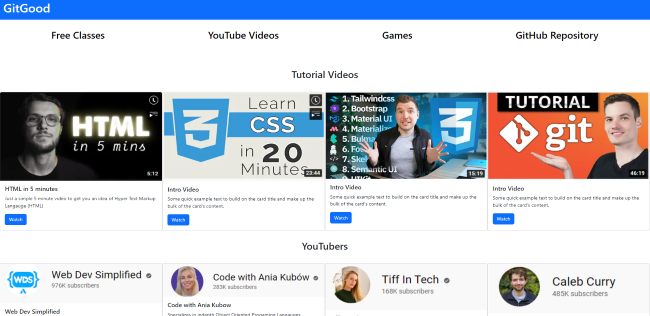 GitGood
Free Classes
YouTube Videos
Games
GitHub Repository
Tutorial Videos
HTML
in 5 mins
5:12
HTML in 5 minutes
Just a simple 5 minute video to get you an idea of Hyper Text Markup
Langauge (HTML)
Watch
Learn
CSS
in 20
Minutes
23:44
Intro Video
Some quick example text to build on the card title and make up the
bulk of the card's content.
Watch
1. Tailwindcss
2. Bootstrap
3. Material UI
4. Materializ
5. Bulm
6. Fo
7. Sk
8. Semantic UI
15:19
Intro Video
Some quick example text to build on the card title and make up the
bulk of the card's content.
Watch
TUTORIAL
git
46:19
Intro Video
Some quick example text to build on the card title and make up the
bulk of the card's content.
Watch
YouTubers
WDS
Web Dev Simplified
976K subscribers
Web Dev Simplified
Code with Ania Kubów
283K subscribers
Code with Ania Kubow
Specializes in indepth Object Oriented Programing Languages
Tiff In Tech
168K subscribers
Caleb Curry
485K subscribers